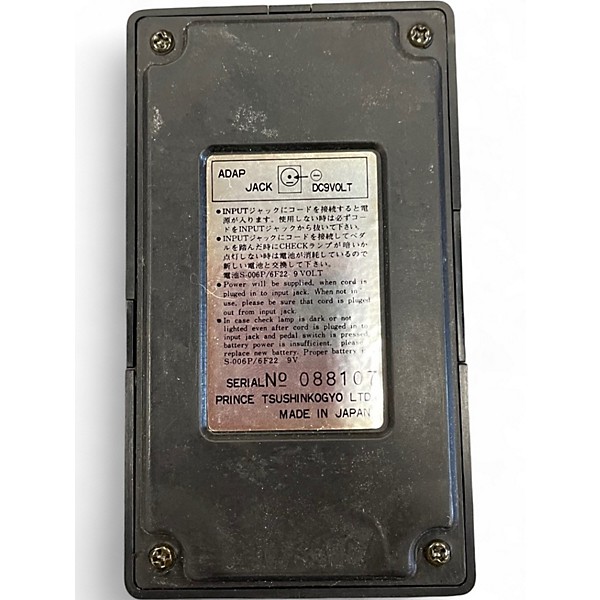 ADAP
JACK ⊖ DC9VOLT
●INPUTジャックにコードを接続すると電
源が入ります。使用しない時は必ずコー
ドをINPUTジャックから抜いて下さい。
●INPUTジャックにコードを接続してペダ
ルを踏んだ時にCHECKランプが暗いか
点灯しない時は電池が消耗しているので
新しい電池と交換して下さい。
電池S-006P/6F22 9 VOLT
●Power will be supplied, when cord is
pluged in to input jack. When not in
use, please be sure that cord is plugged
out from input jack.
●In case check lamp is dark or not
lighted even after cord is pluged in to
input jack and pedal switch is pressed,
battery power is insufficient, please
replace new battery. Proper battery
S-006P/6F22 9V
SERIAL No 088107
PRINCE TSUSHINKOGYO LTD.
MADE IN JAPAN